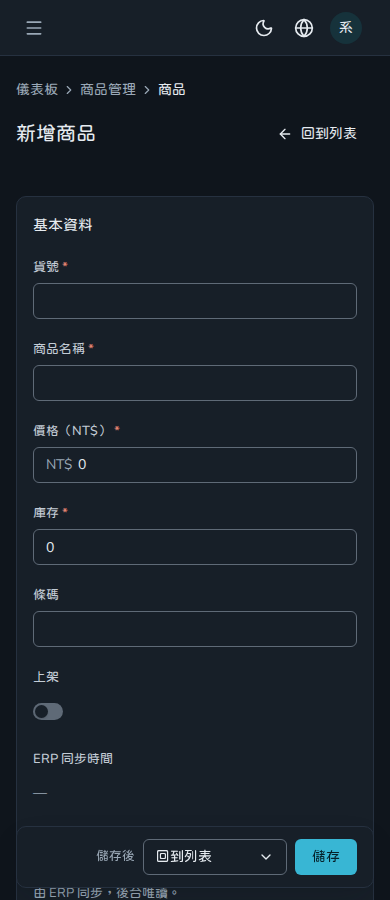 系
儀表板 > 商品管理 > 商品
新增商品
← 回到列表
基本資料
貨號 *
商品名稱 *
價格（NT$） *
NT$ 0
庫存 *
0
條碼
上架
ERP 同步時間
—
儲存後
回到列表
儲存
由 ERP 同步，後台唯讀。